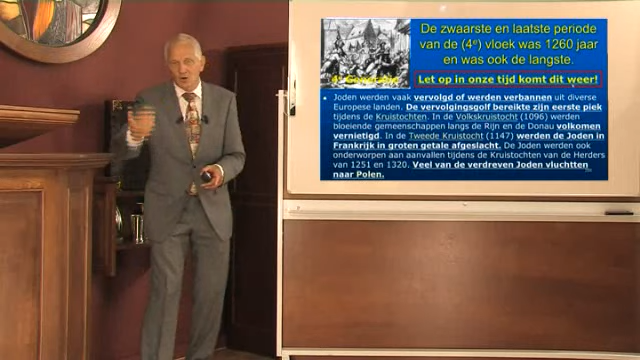 De zwaarste en laatste periode
van de (4e) vloek was 1260 jaar
en was ook de langste.
4e Generatie
Let op in onze tijd komt dit weer!
• Joden werden vaak vervolgd of werden verbannen uit diverse
Europese landen. De vervolgingsgolf bereikte zijn eerste piek
tijdens de Kruistochten. In de Volkskruistocht (1096) werden
bloeiende gemeenschappen langs de Rijn en de Donau volkomen
vernietigd. In de Tweede Kruistocht (1147) werden de Joden in
Frankrijk in groten getale afgeslacht. De Joden werden ook
onderworpen aan aanvallen tijdens de Kruistochten van de Herders
van 1251 en 1320. Veel van de verdreven Joden vluchtten
naar Polen.